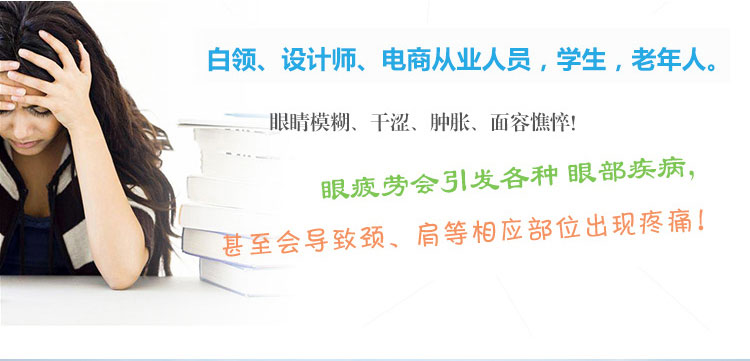 白领、设计师、电商从业人员，学生，老年人。
眼睛模糊、干涩、肿胀、面容憔悴!
眼疲劳会引发各种 眼部疾病,
甚至会导致颈、肩等相应部位出现疼痛!